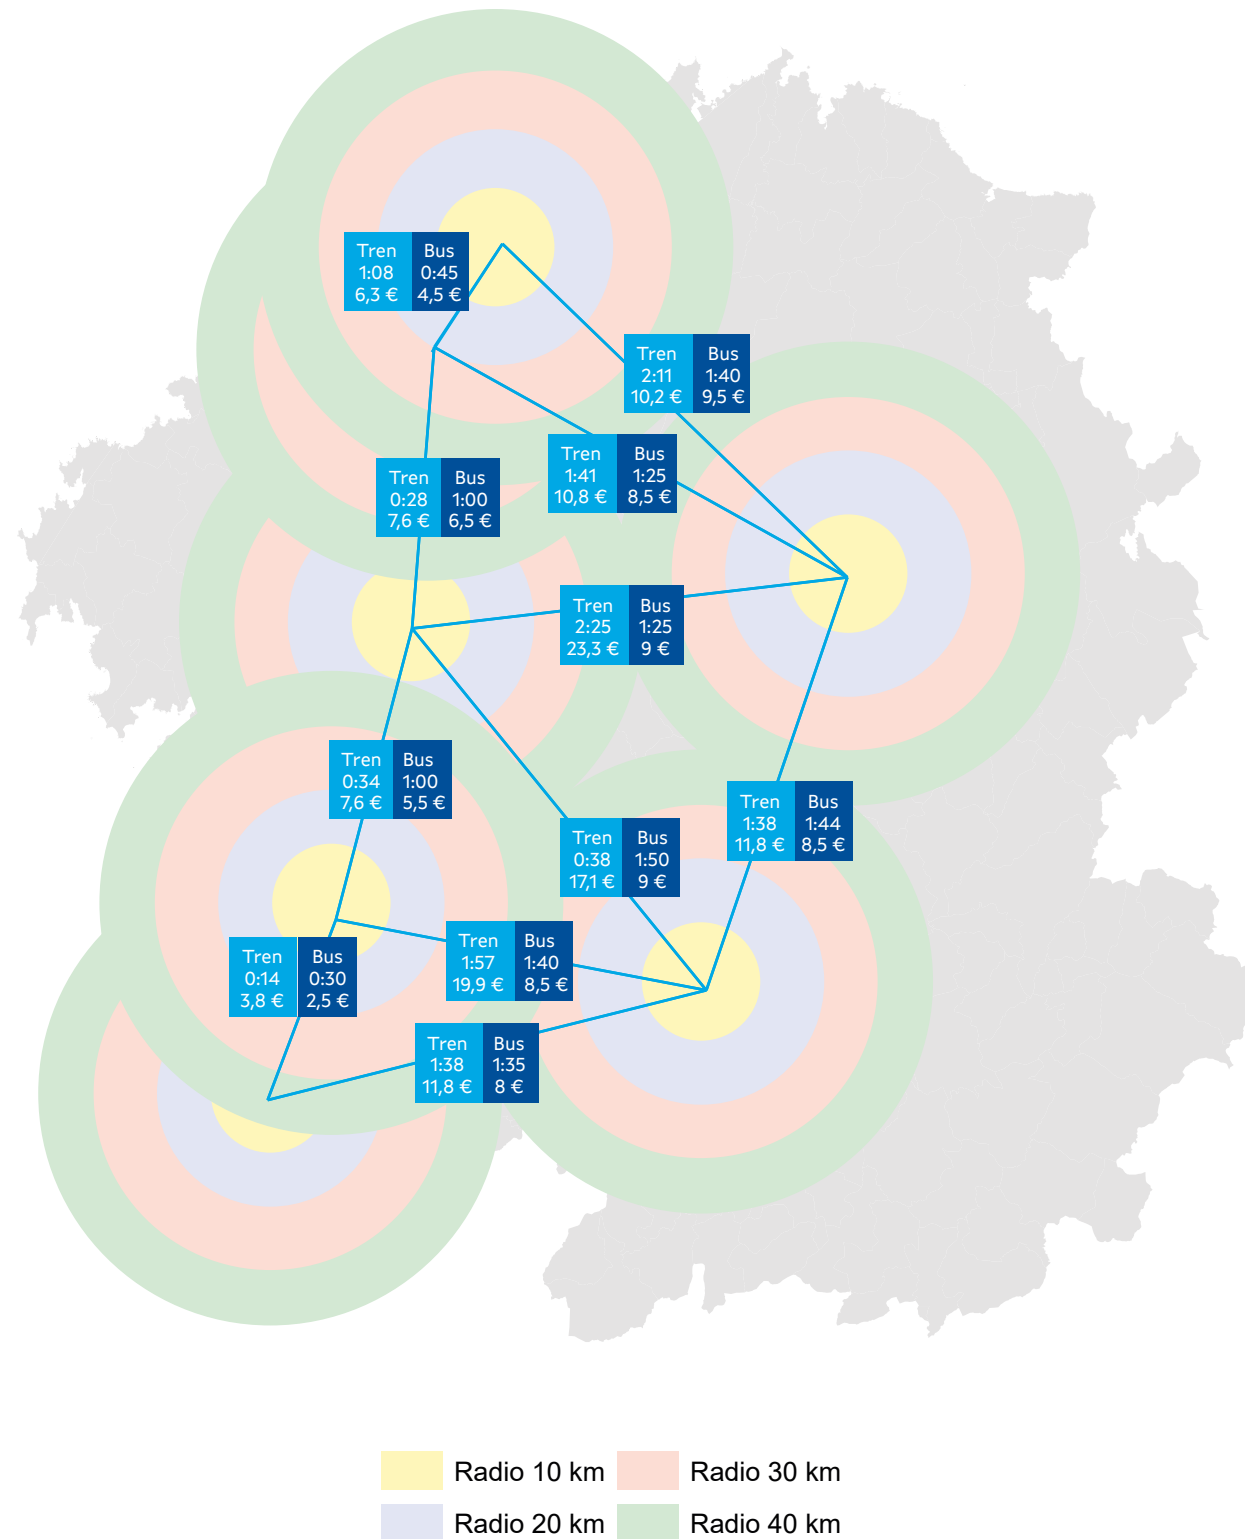 Tren
1:08
6,3 €
Bus
0:45
4,5 €
Tren
2:11
10,2 €
Bus
1:40
9,5 €
Tren
1:41
10,8 €
Bus
1:25
8,5 €
Tren
0:28
7,6 €
Bus
1:00
6,5 €
Tren
2:25
23,3 €
Bus
1:25
9 €
Tren
0:34
7,6 €
Bus
1:00
5,5 €
Tren
1:38
11,8 €
Bus
1:44
8,5 €
Tren
0:38
17,1 €
Bus
1:50
9 €
Tren
1:57
19,9 €
Bus
1:40
8,5 €
Tren
0:14
3,8 €
Bus
0:30
2,5 €
Tren
1:38
11,8 €
Bus
1:35
8 €
Radio 10 km
Radio 30 km
Radio 20 km
Radio 40 km